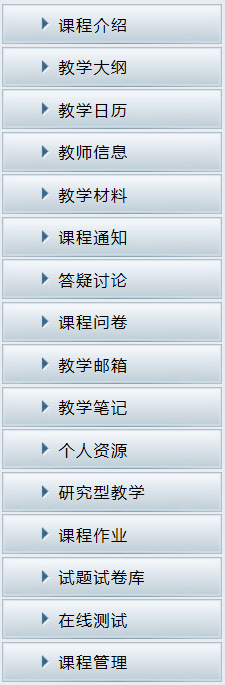 课程介绍
教学大纲
教学日历
教师信息
教学材料
课程通知
答疑讨论
课程问卷
教学邮箱
教学笔记
个人资源
研究型教学
课程作业
试题试卷库
在线测试
课程管理